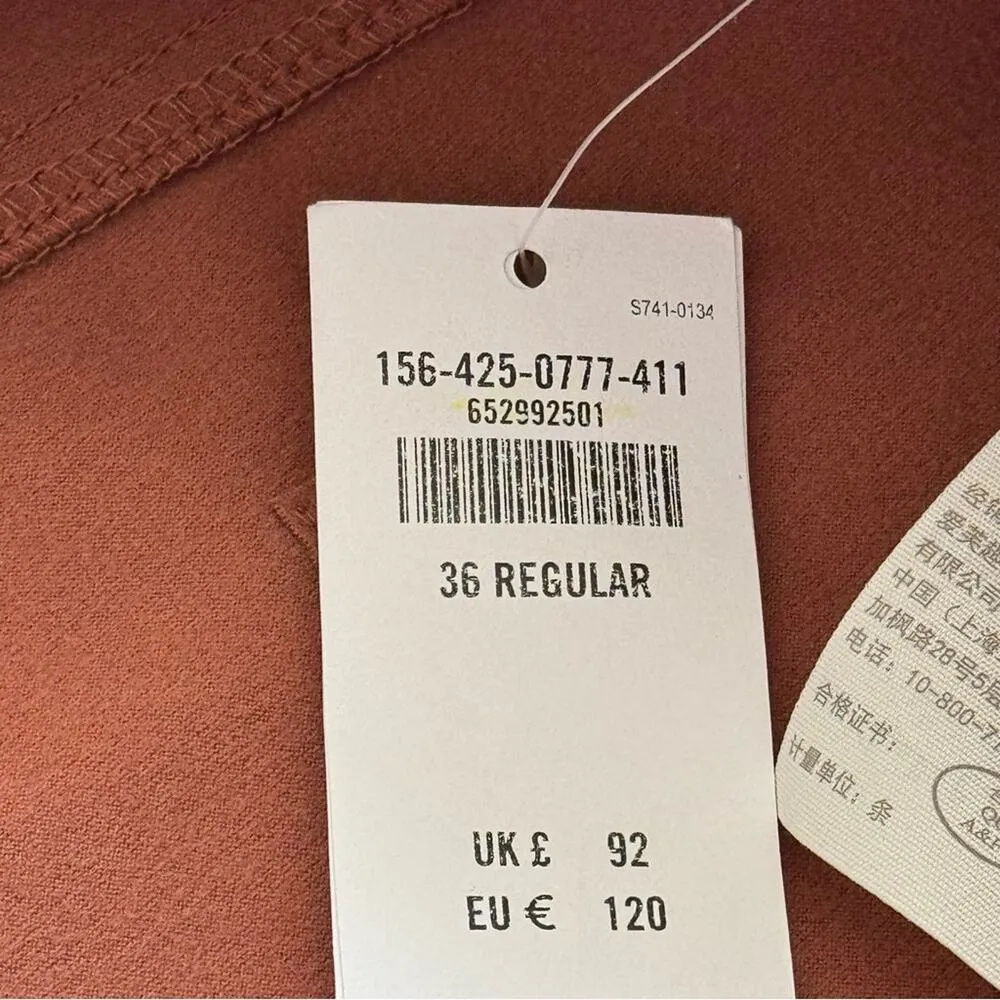 S741-0134
156-425-0777-411
652992501
36 REGULAR
UK £ 92
EU € 120
有限公司
中国（上海
加枫路28号5
电话：10-800-7
合格证书：
计量单位：条
A&F